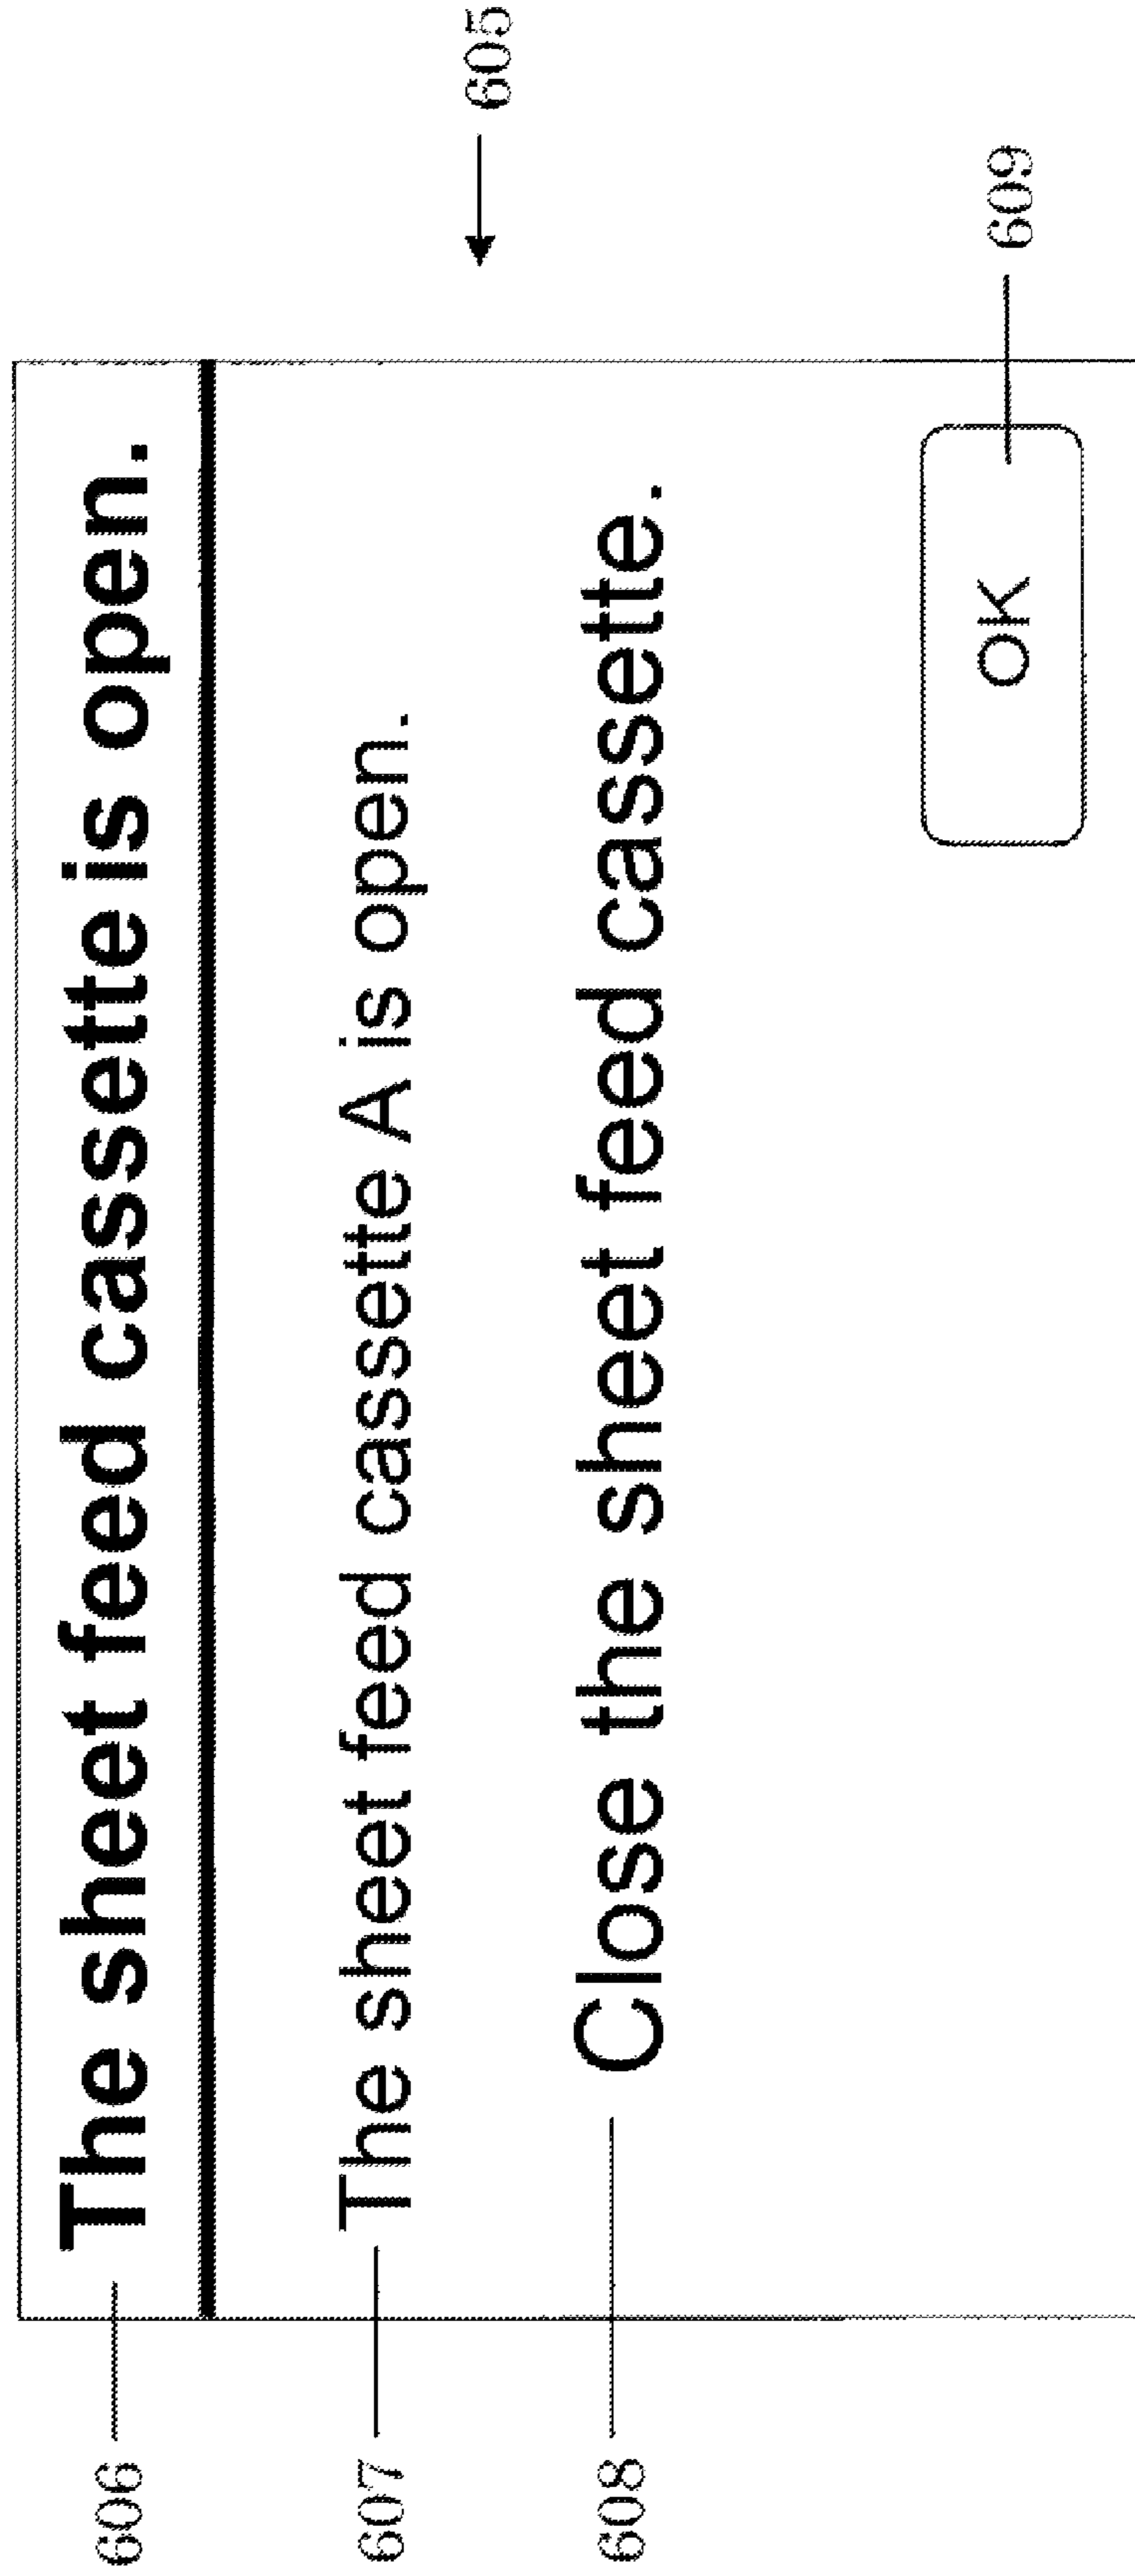 605
606
The sheet feed cassette is open.
607
The sheet feed cassette A is open.
608
Close the sheet feed cassette.
OK
609